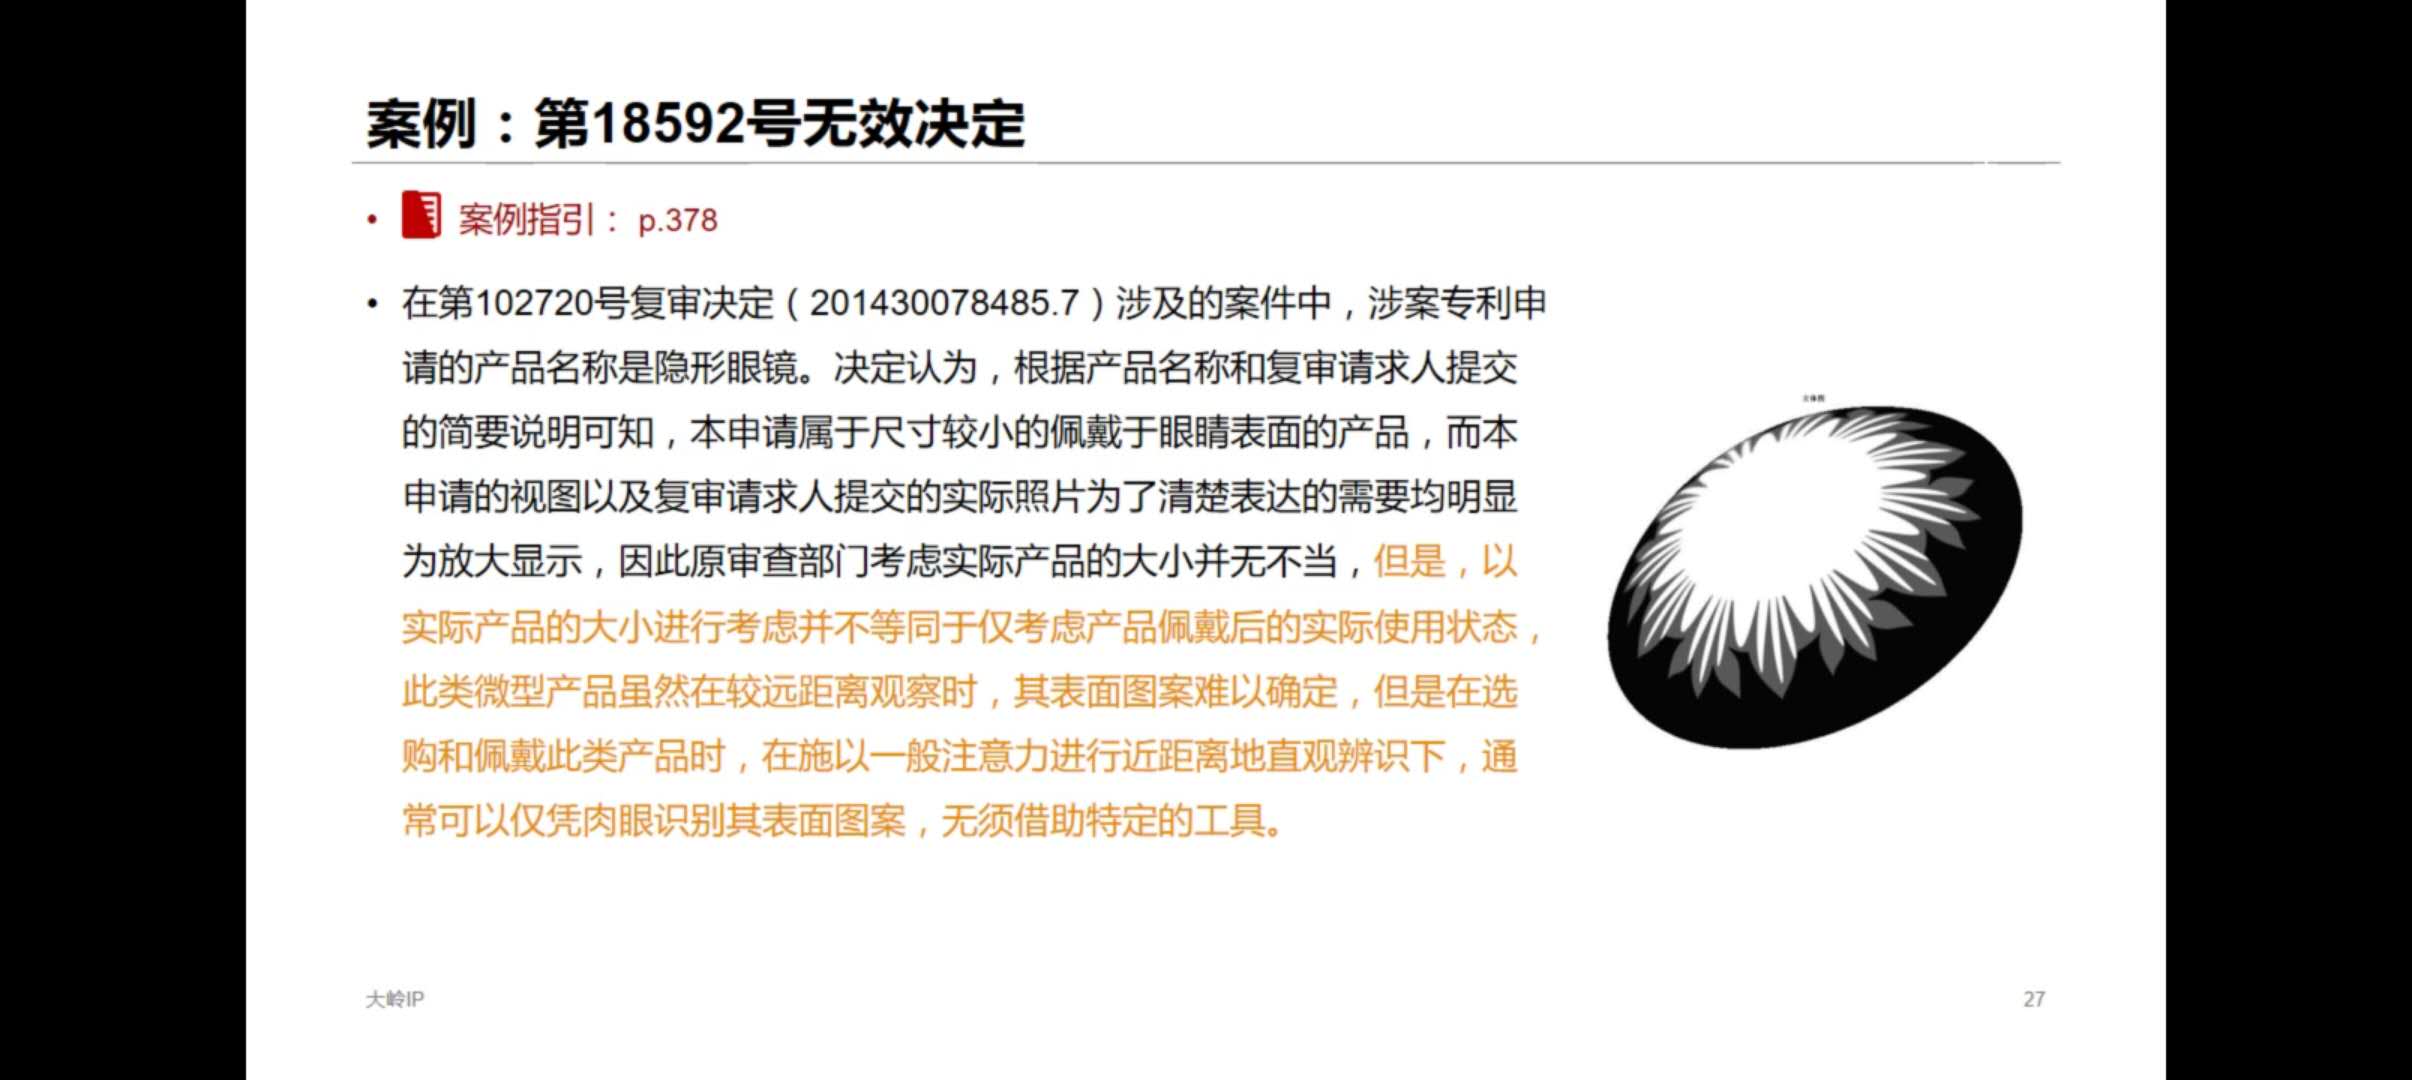 案例：第18592号无效决定
• 案例指引： p.378
• 在第102720号复审决定（201430078485.7）涉及的案件中，涉案专利申
请的产品名称是隐形眼镜。决定认为，根据产品名称和复审请求人提交
的简要说明可知，本申请属于尺寸较小的佩戴于眼睛表面的产品，而本
申请的视图以及复审请求人提交的实际照片为了清楚表达的需要均明显
为放大显示，因此原审查部门考虑实际产品的大小并无不当，但是，以
实际产品的大小进行考虑并不等同于仅考虑产品佩戴后的实际使用状态，
此类微型产品虽然在较远距离观察时，其表面图案难以确定，但是在选
购和佩戴此类产品时，在施以一般注意力进行近距离地直观辨识下，通
常可以仅凭肉眼识别其表面图案，无须借助特定的工具。
立体图
大岭IP
27